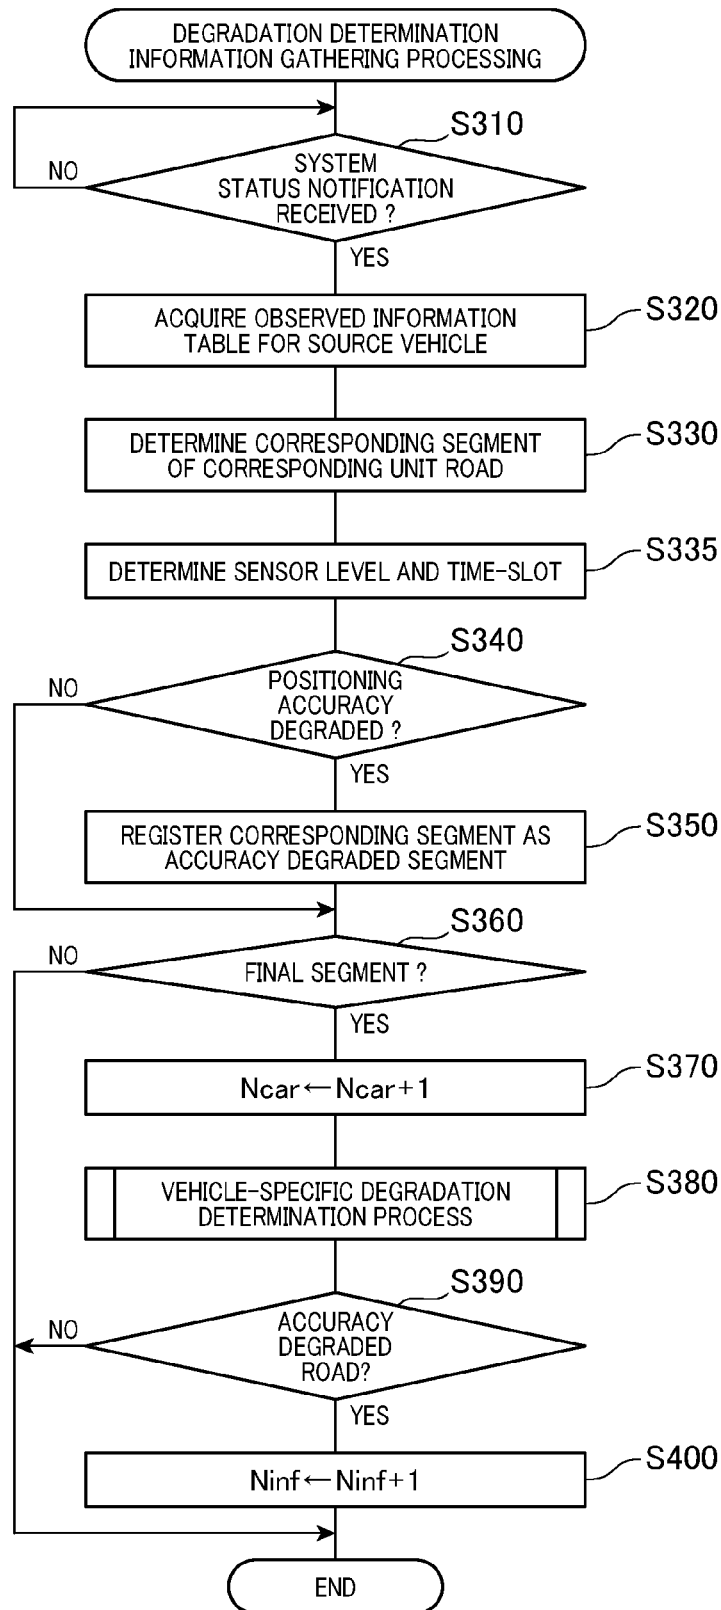 DEGRADATION DETERMINATION
INFORMATION GATHERING PROCESSING
S310
NO
SYSTEM
STATUS NOTIFICATION
RECEIVED ?
YES
ACQUIRE OBSERVED INFORMATION
TABLE FOR SOURCE VEHICLE
S320
DETERMINE CORRESPONDING SEGMENT
OF CORRESPONDING UNIT ROAD
S330
DETERMINE SENSOR LEVEL AND TIME-SLOT
S335
S340
NO
POSITIONING
ACCURACY
DEGRADED ?
YES
REGISTER CORRESPONDING SEGMENT AS
ACCURACY DEGRADED SEGMENT
S350
S360
NO
FINAL SEGMENT ?
YES
Ncar←Ncar+1
S370
VEHICLE-SPECIFIC DEGRADATION
DETERMINATION PROCESS
S380
S390
NO
ACCURACY
DEGRADED
ROAD?
YES
Ninf←Ninf+1
S400
END